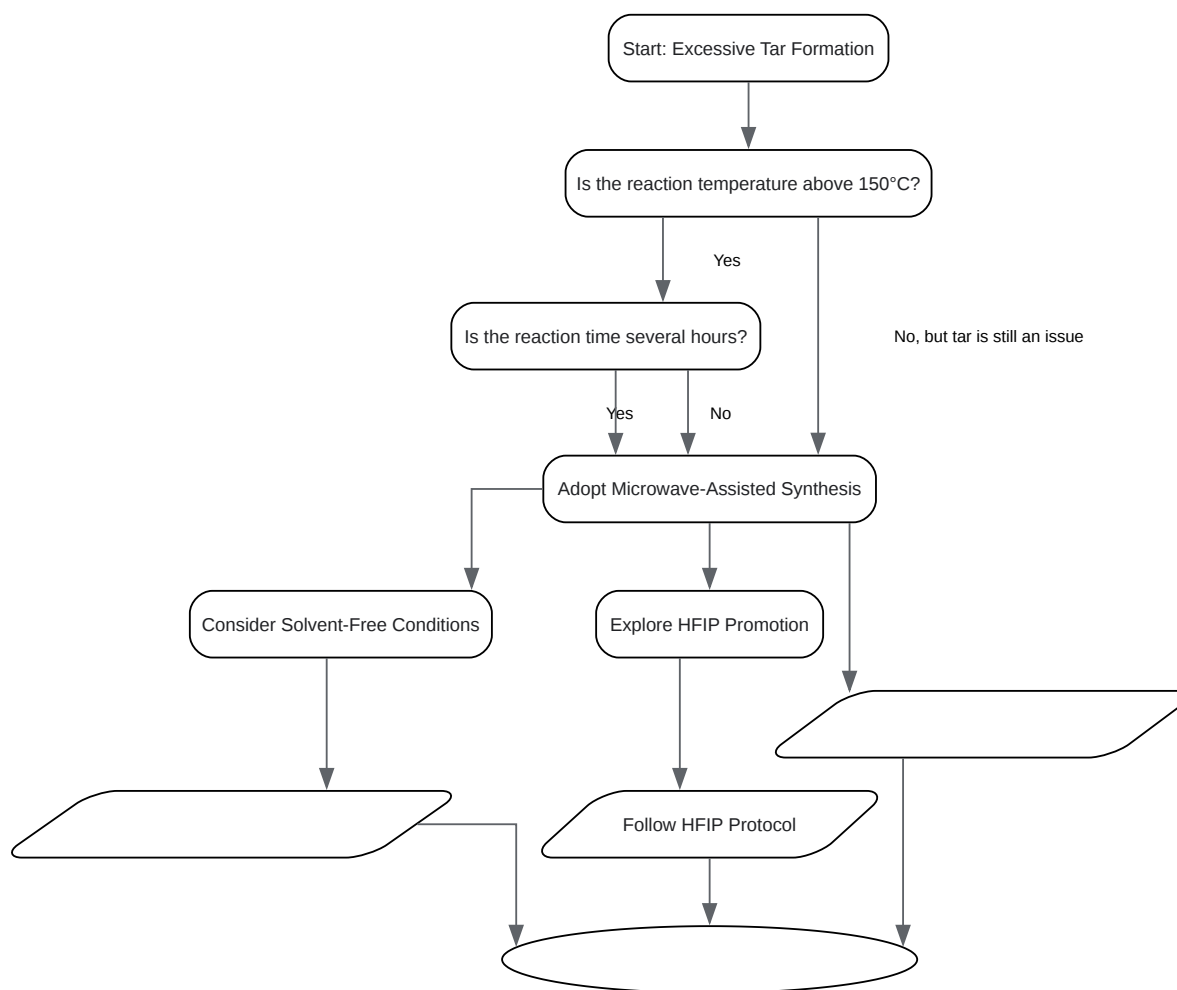 Start: Excessive Tar Formation
Is the reaction temperature above 150°C?
Yes
Is the reaction time several hours?
No, but tar is still an issue
Yes
No
Adopt Microwave-Assisted Synthesis
Consider Solvent-Free Conditions
Explore HFIP Promotion
Follow HFIP Protocol